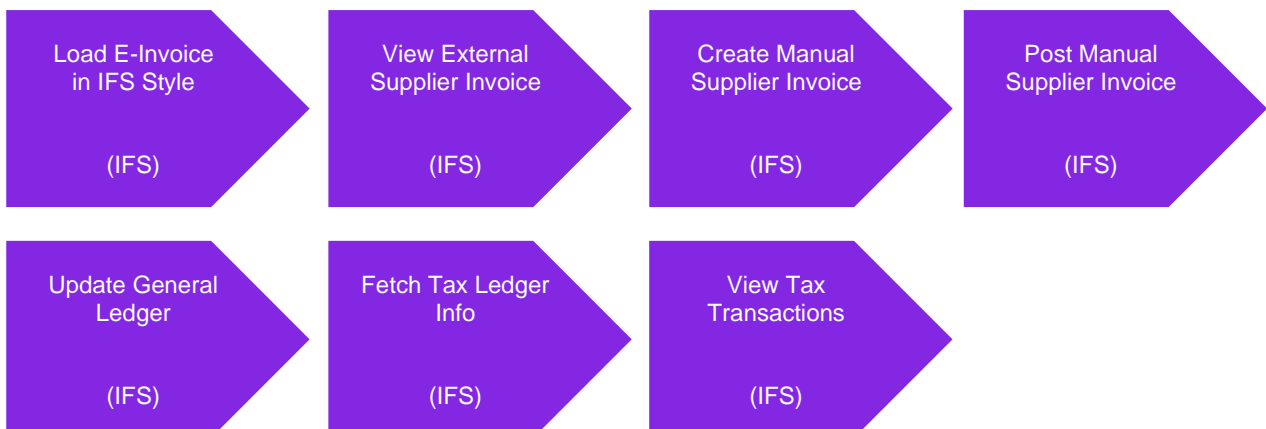 Load E-Invoice
in IFS Style
(IFS)
View External
Supplier Invoice
(IFS)
Create Manual
Supplier Invoice
(IFS)
Post Manual
Supplier Invoice
(IFS)
Update General
Ledger
(IFS)
Fetch Tax Ledger
Info
(IFS)
View Tax
Transactions
(IFS)